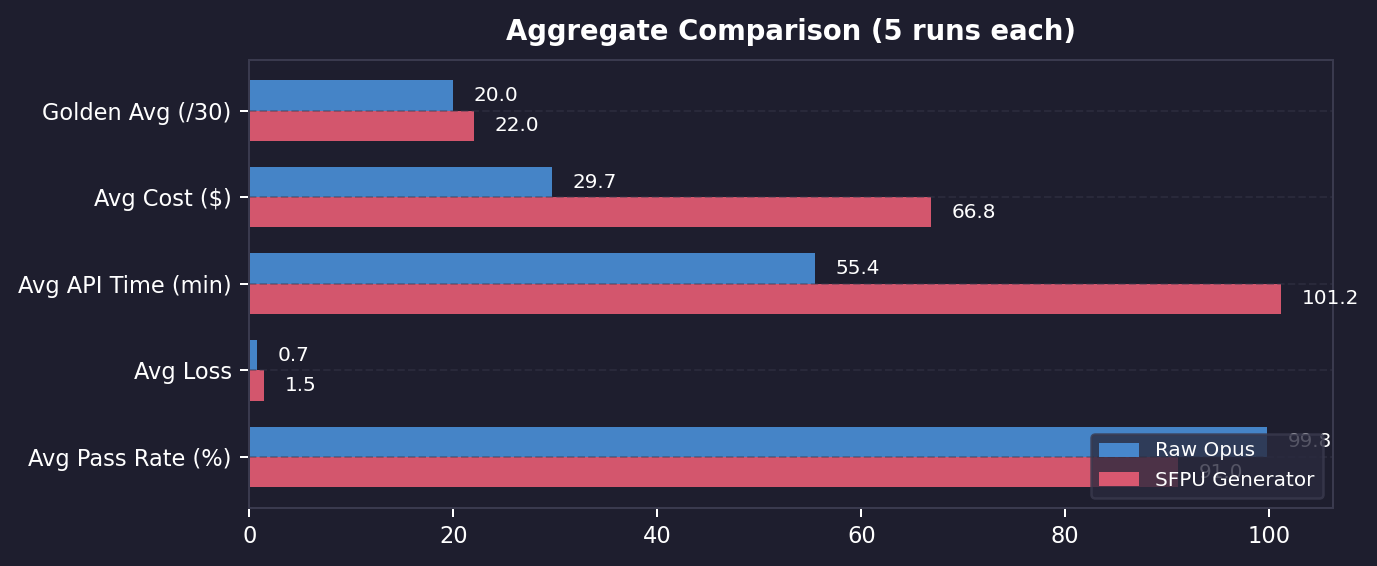 Aggregate Comparison (5 runs each)
Golden Avg (/30)
20.0
22.0
Avg Cost ($)
29.7
66.8
Avg API Time (min)
55.4
101.2
Avg Loss
0.7
1.5
Avg Pass Rate (%)
99.8
91.0
Raw Opus
SFPU Generator
0 20 40 60 80 100